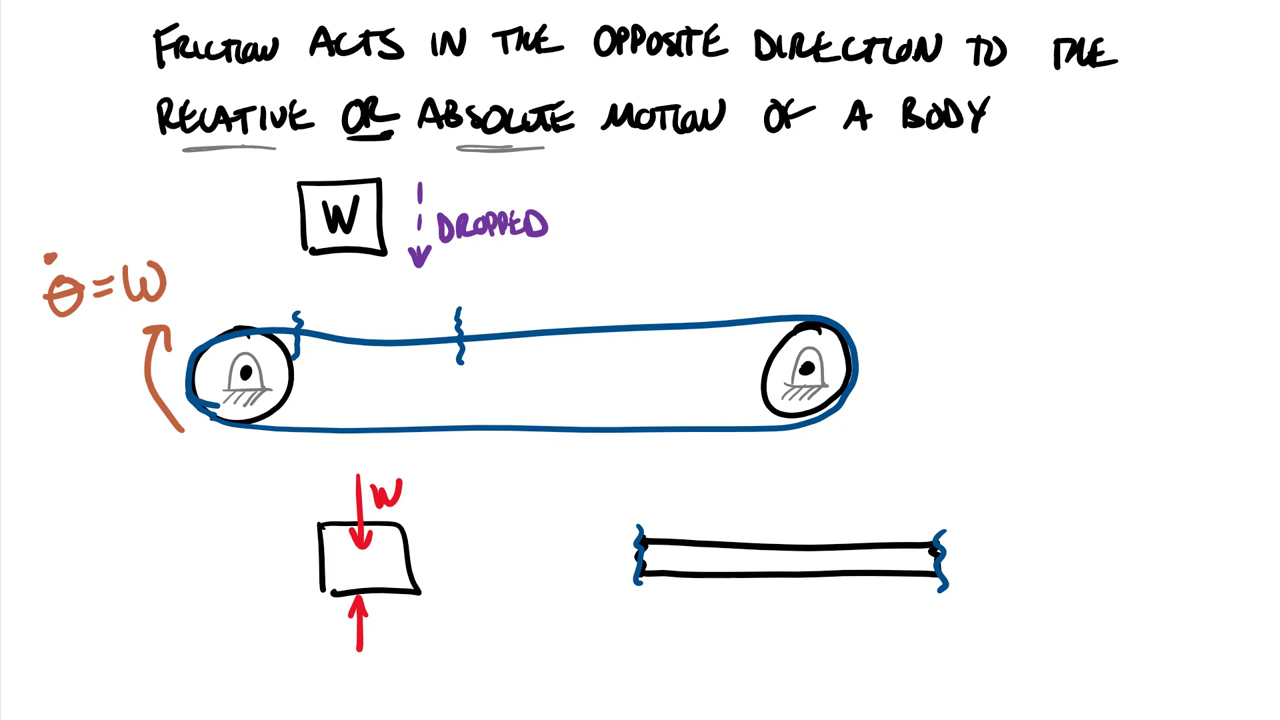 FRICTION ACTS IN THE OPPOSITE DIRECTION TO THE
RELATIVE OR ABSOLUTE MOTION OF A BODY
W
DROPPED
θ̇ = ω
W